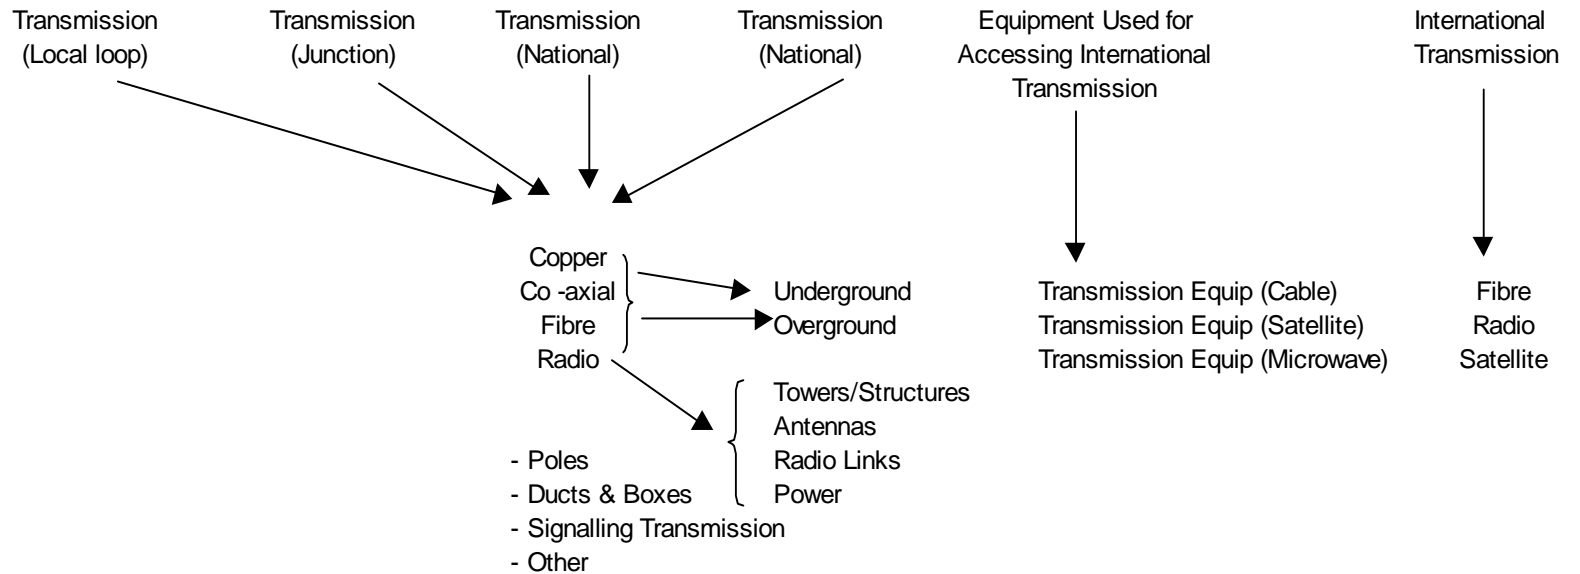 Transmission
(Local loop)
Transmission
(Junction)
Transmission
(National)
Transmission
(National)
Equipment Used for
Accessing International
Transmission
International
Transmission
Copper
Co -axial
Fibre
Radio
Underground
Overground
Towers/Structures
Antennas
Radio Links
Power
- Poles
- Ducts & Boxes
- Signalling Transmission
- Other
Transmission Equip (Cable)
Transmission Equip (Satellite)
Transmission Equip (Microwave)
Fibre
Radio
Satellite